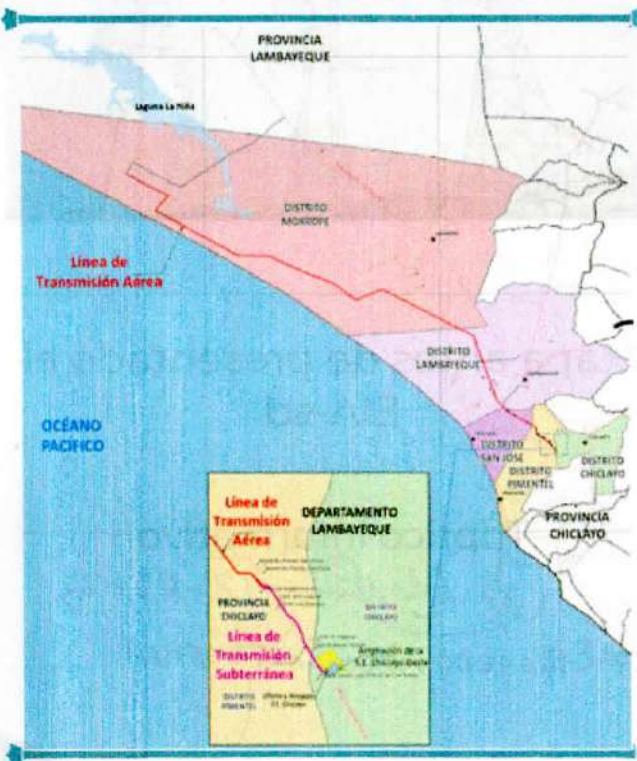 PROVINCIA
LAMBAYEQUE
Laguna La Niña
DISTRITO
MORROPE
Línea de
Transmisión Aérea
DISTRITO
LAMBAYEQUE
OCÉANO
PACÍFICO
DISTRITO
SAN JOSE
DISTRITO
PIMENTEL
DISTRITO
CHICLAYO
PROVINCIA
CHICLAYO
Línea de
Transmisión
Aérea
DEPARTAMENTO
LAMBAYEQUE
PROVINCIA
CHICLAYO
DISTRITO
CHICLAYO
Línea de
Transmisión
Subterránea
Ampliación de la
S.E. Chiclayo Oeste
DISTRITO
PIMENTEL